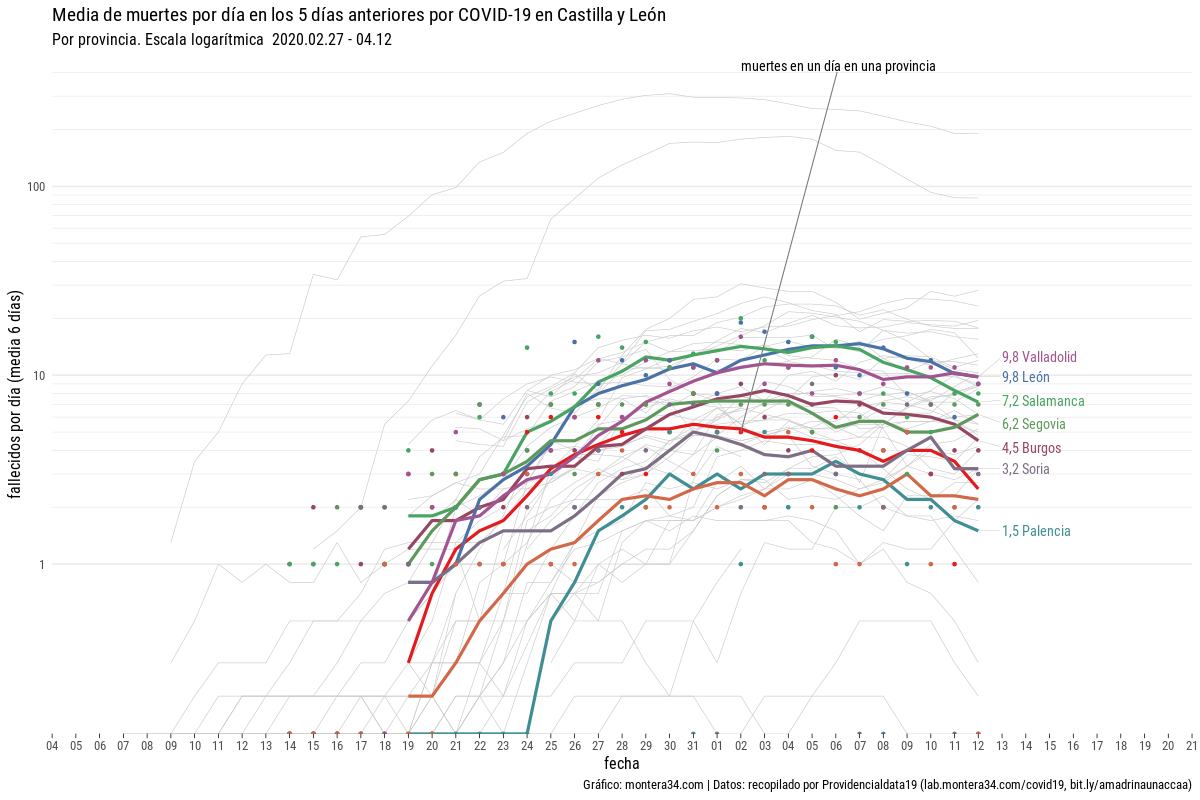 Media de muertes por día en los 5 días anteriores por COVID-19 en Castilla y León
Por provincia. Escala logarítmica 2020.02.27 - 04.12
muertes en un día en una provincia
100
10
1
fallecidos por día (media 6 días)
9,8 Valladolid
9,8 León
7,2 Salamanca
6,2 Segovia
4,5 Burgos
3,2 Soria
1,5 Palencia
04 05 06 07 08 09 10 11 12 13 14 15 16 17 18 19 20 21 22 23 24 25 26 27 28 29 30 31 01 02 03 04 05 06 07 08 09 10 11 12 13 14 15 16 17 18 19 20 21
fecha
Gráfico: montera34.com | Datos: recopilado por Providencialdata19 (lab.montera34.com/covid19, bit.ly/amadrinaunaccaa)